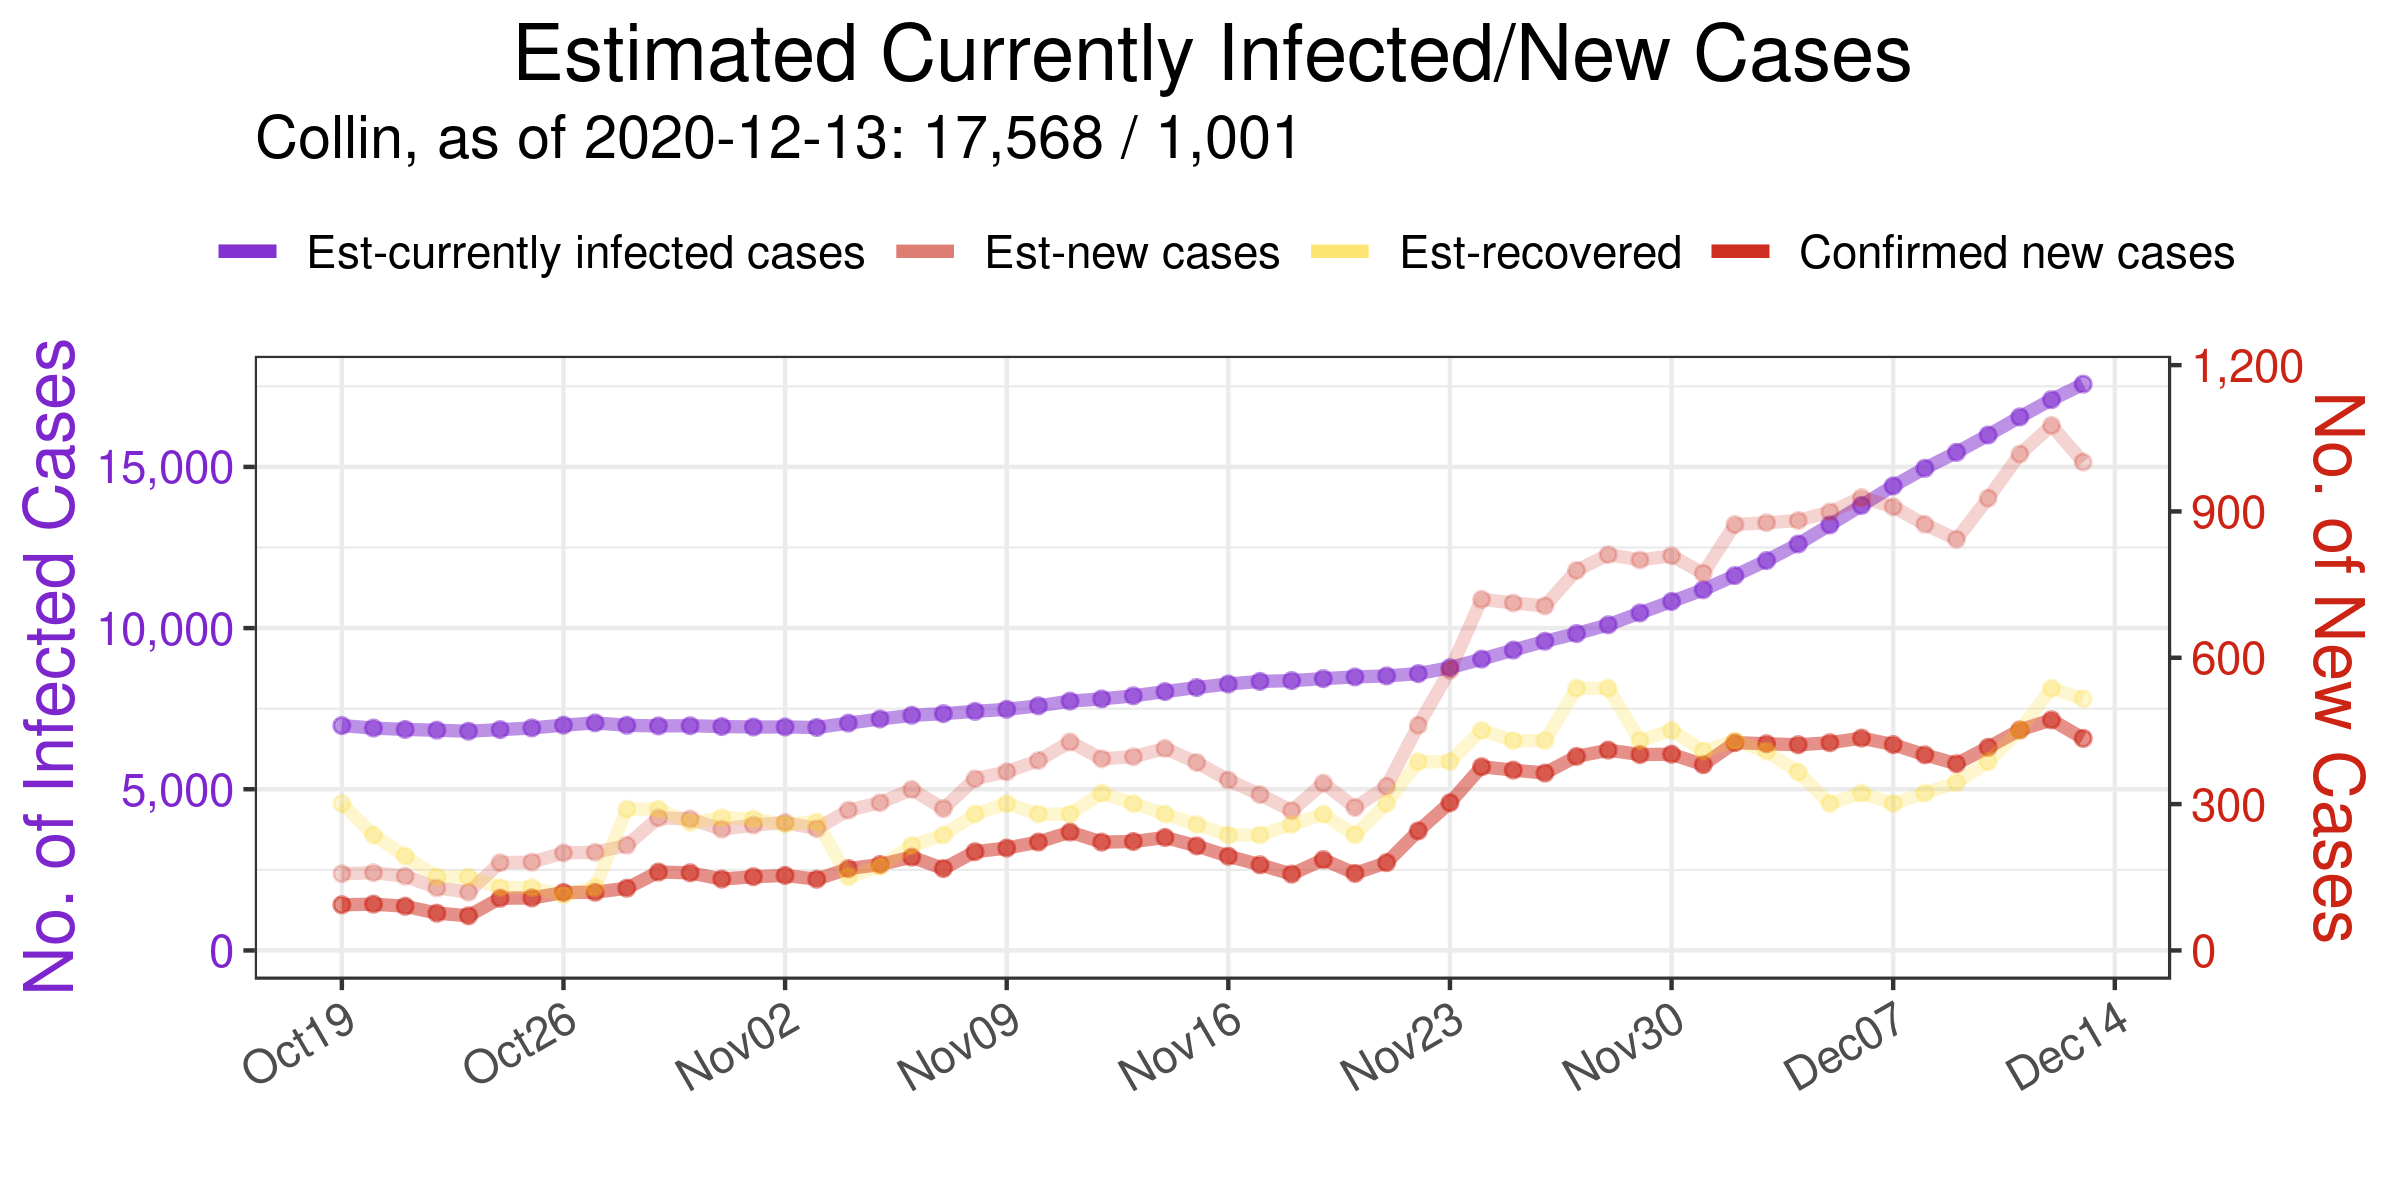 Estimated Currently Infected/New Cases
Collin, as of 2020-12-13: 17,568 / 1,001
Est-currently infected cases Est-new cases Est-recovered Confirmed new cases
No. of Infected Cases
15,000
10,000
5,000
0
1,200
900
600
300
0
No. of New Cases
Oct19 Oct26 Nov02 Nov09 Nov16 Nov23 Nov30 Dec07 Dec14